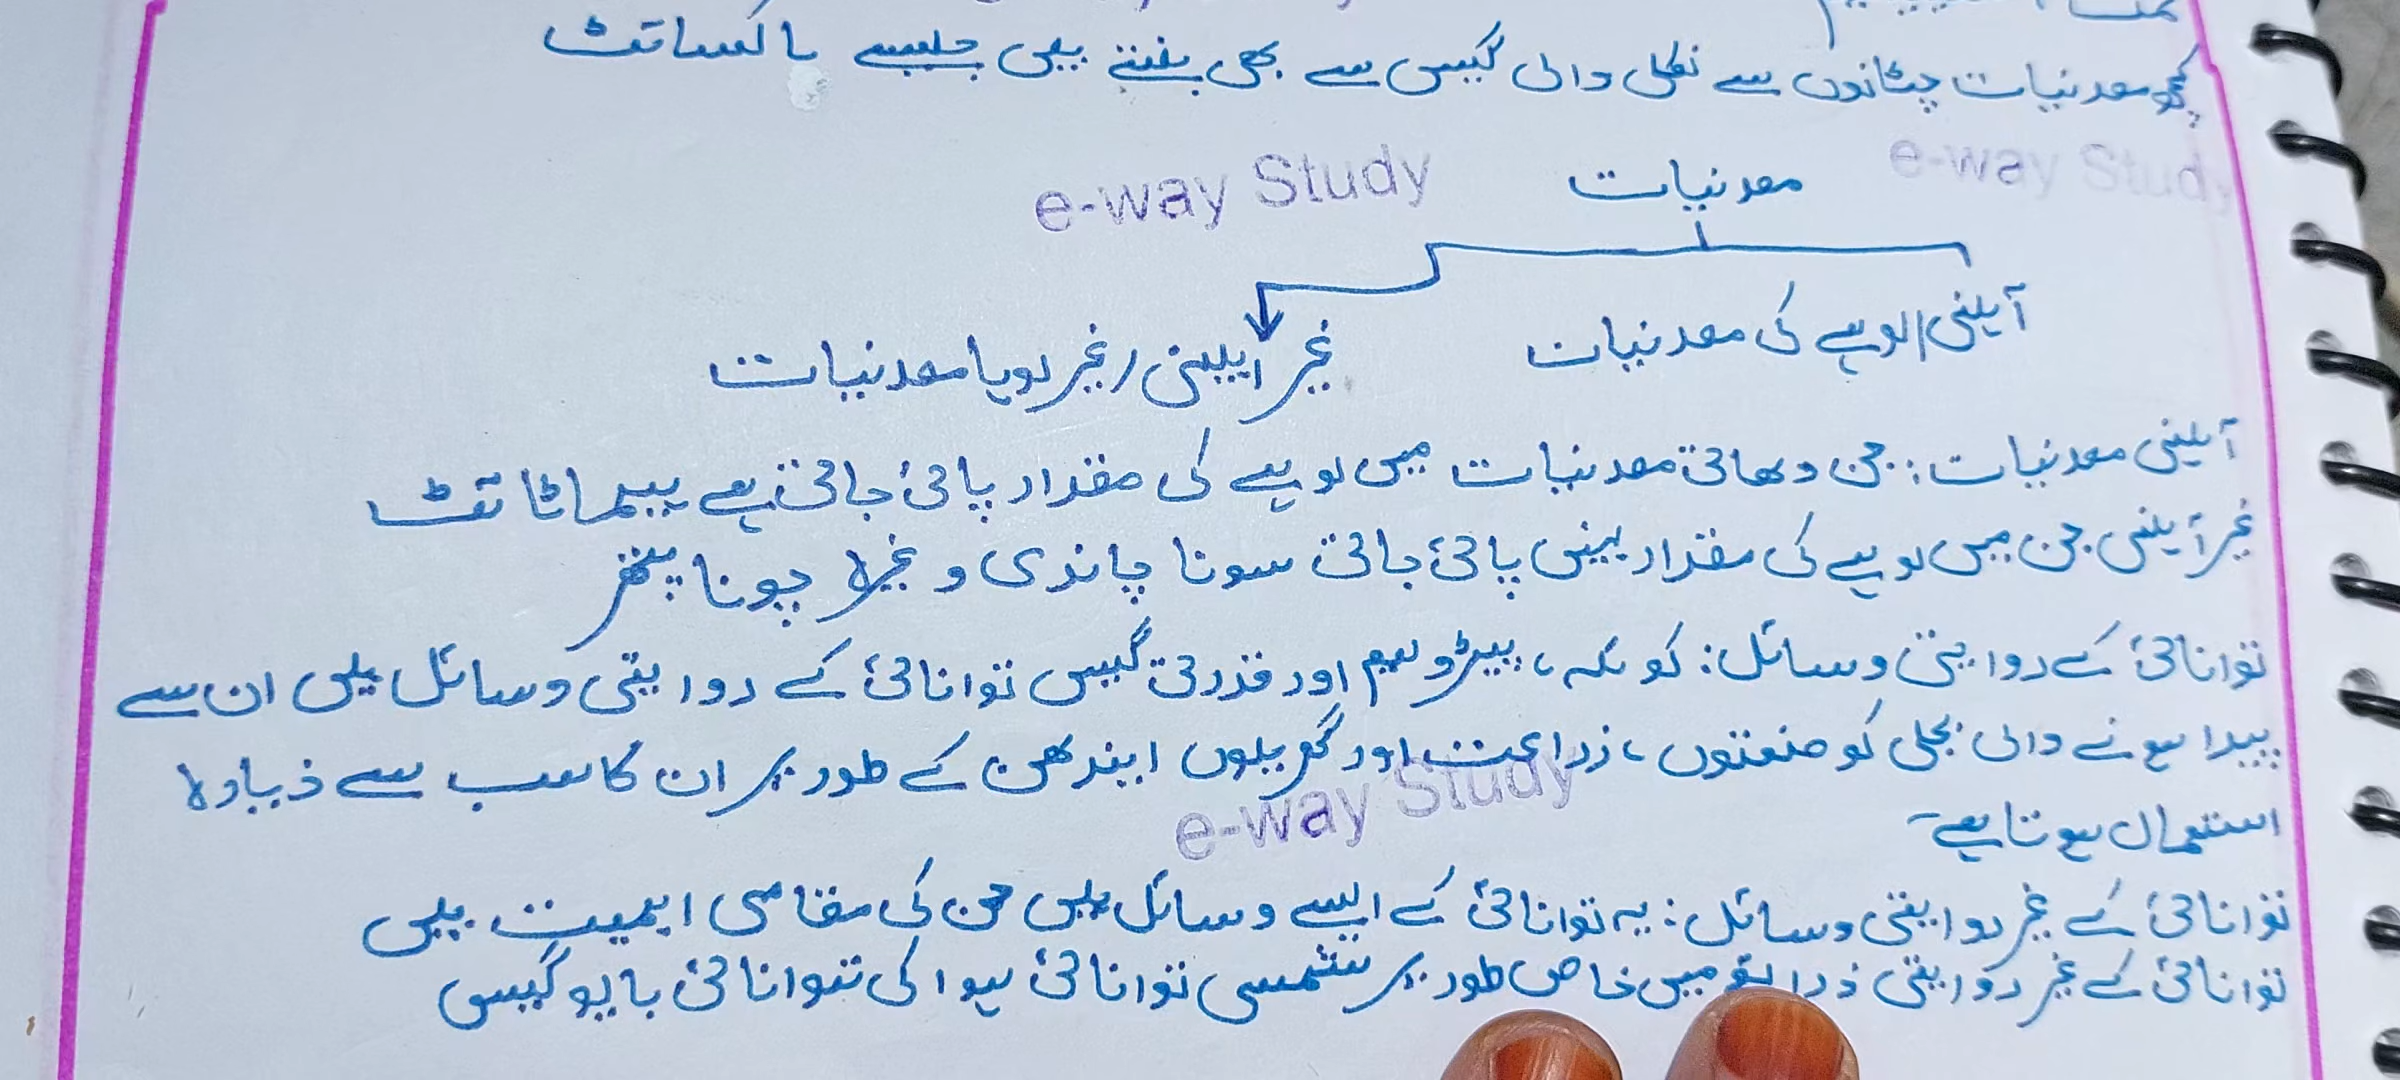 کچھ معدنیات چٹانوں سے نکلی والی گیس سے بھی بنتے ہیں جیسے باکسائٹ
e-way Study
معدنیات
e-way Study
آہنی/لوہے کی معدنیات
غیر آہنی/غیر لوہا معدنیات
آہنی معدنیات: جن دھاتی معدنیات میں لوہے کی مقدار پائی جاتی ہے ہیماٹائٹ
غیر آہنی جن میں لوہے کی مقدار نہیں پائی جاتی سونا چاندی وغیرہ چونا پتھر
توانائی کے روایتی وسائل: کوئلہ، پیٹرولیم اور قدرتی گیس توانائی کے روایتی وسائل ہیں ان سے
پیدا ہونے والی بجلی کو صنعتوں، زراعت اور گھریلوں ایندھن کے طور پر ان کا سب سے ذیادہ
e-way Study
استعمال ہوتا ہے۔
توانائی کے غیر روایتی وسائل: یہ توانائی کے ایسے وسائل ہیں جن کی مقامی اہمیت ہیں
توانائی کے غیر روایتی ذرائع میں خاص طور پر شمسی توانائی ہوا کی توانائی بایو گیس